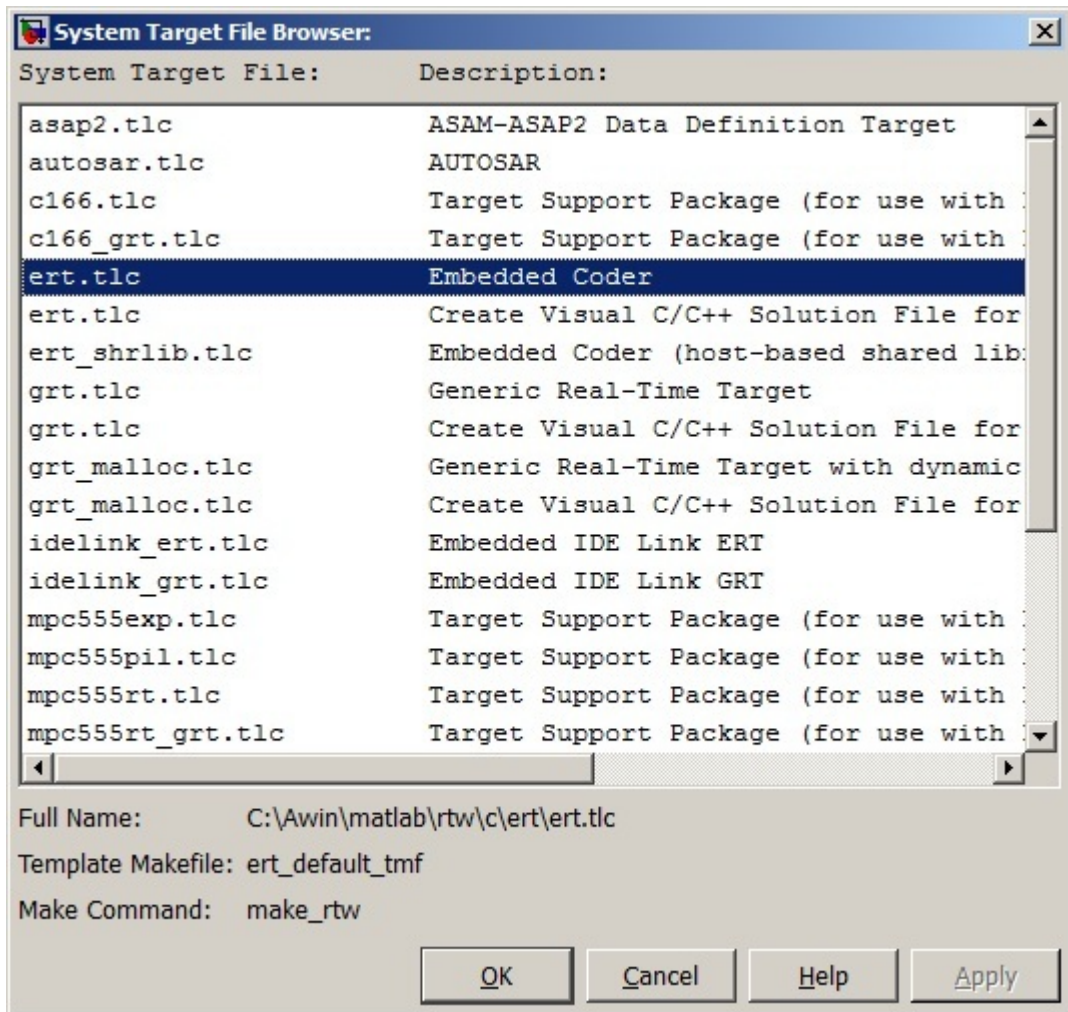 System Target File Browser:
System Target File: Description:
asap2.tlc ASAM-ASAP2 Data Definition Target
autosar.tlc AUTOSAR
c166.tlc Target Support Package (for use with
c166_grt.tlc Target Support Package (for use with
ert.tlc Embedded Coder
ert.tlc Create Visual C/C++ Solution File for
ert_shrlib.tlc Embedded Coder (host-based shared
grt.tlc Generic Real-Time Target
grt.tlc Create Visual C/C++ Solution File for
grt_malloc.tlc Generic Real-Time Target with dynamic
grt_malloc.tlc Create Visual C/C++ Solution File for
idelink_ert.tlc Embedded IDE Link ERT
idelink_grt.tlc Embedded IDE Link GRT
mpc555exp.tlc Target Support Package (for use with
mpc555pil.tlc Target Support Package (for use with
mpc555rt.tlc Target Support Package (for use with
mpc555rt_grt.tlc Target Support Package (for use with
Full Name: C:\Awin\matlab\rtw\c\ert\ert.tlc
Template Makefile: ert_default_tmf
Make Command: make_rtw
OK Cancel Help Apply